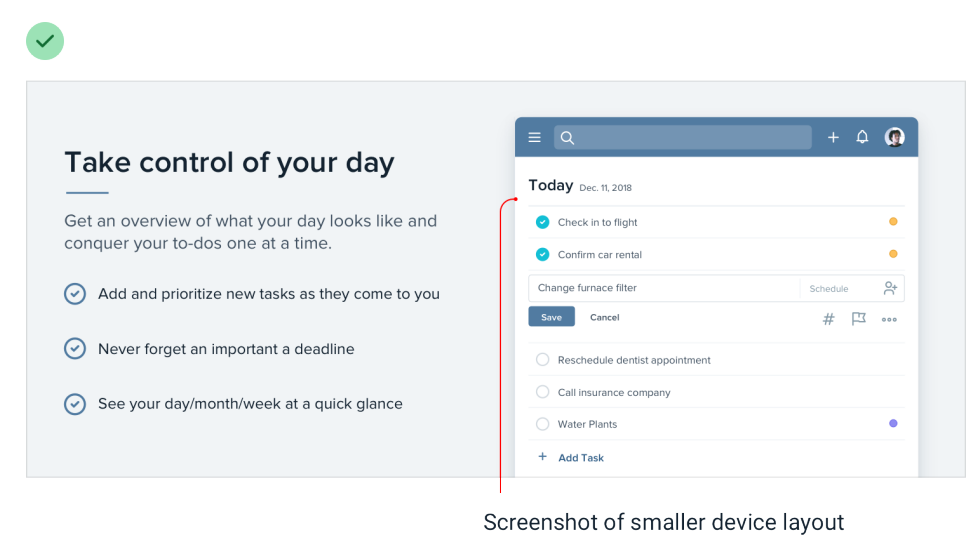 Take control of your day
Get an overview of what your day looks like and
conquer your to-dos one at a time.
Add and prioritize new tasks as they come to you
Never forget an important a deadline
See your day/month/week at a quick glance
Today Dec. 11, 2018
Check in to flight
Confirm car rental
Change furnace filter Schedule
Save Cancel
Reschedule dentist appointment
Call insurance company
Water Plants
+ Add Task
Screenshot of smaller device layout